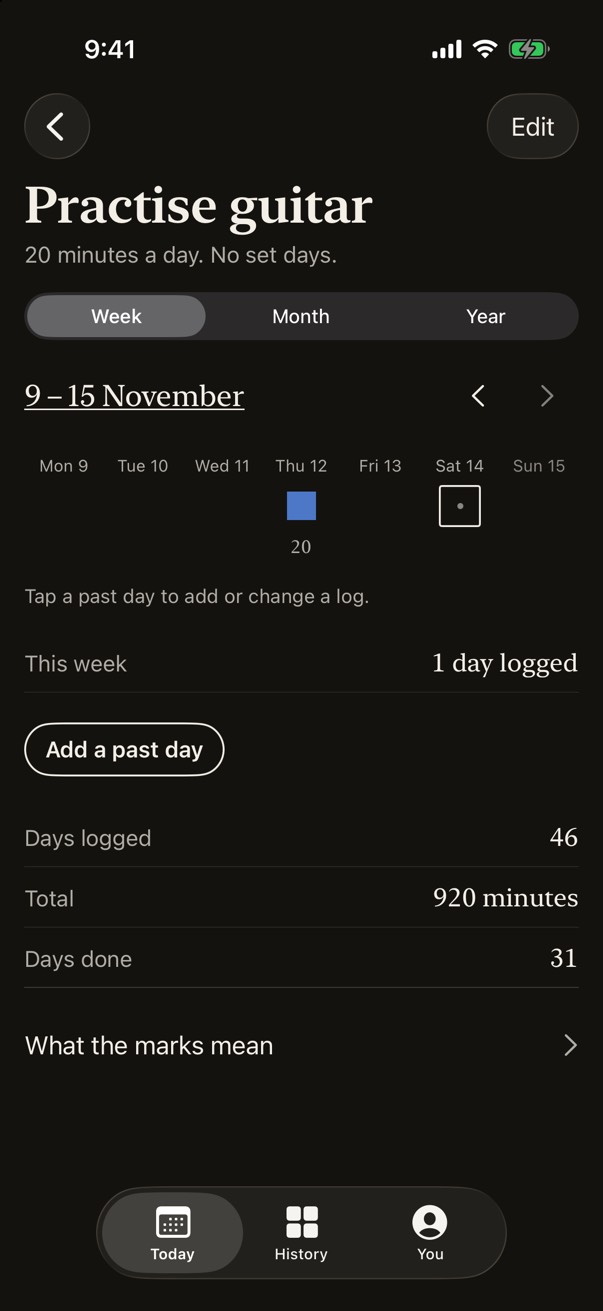 9:41
Edit
Practise guitar
20 minutes a day. No set days.
Week Month Year
9 – 15 November
Mon 9 Tue 10 Wed 11 Thu 12 Fri 13 Sat 14 Sun 15
20
Tap a past day to add or change a log.
This week 1 day logged
Add a past day
Days logged 46
Total 920 minutes
Days done 31
What the marks mean
Today History You